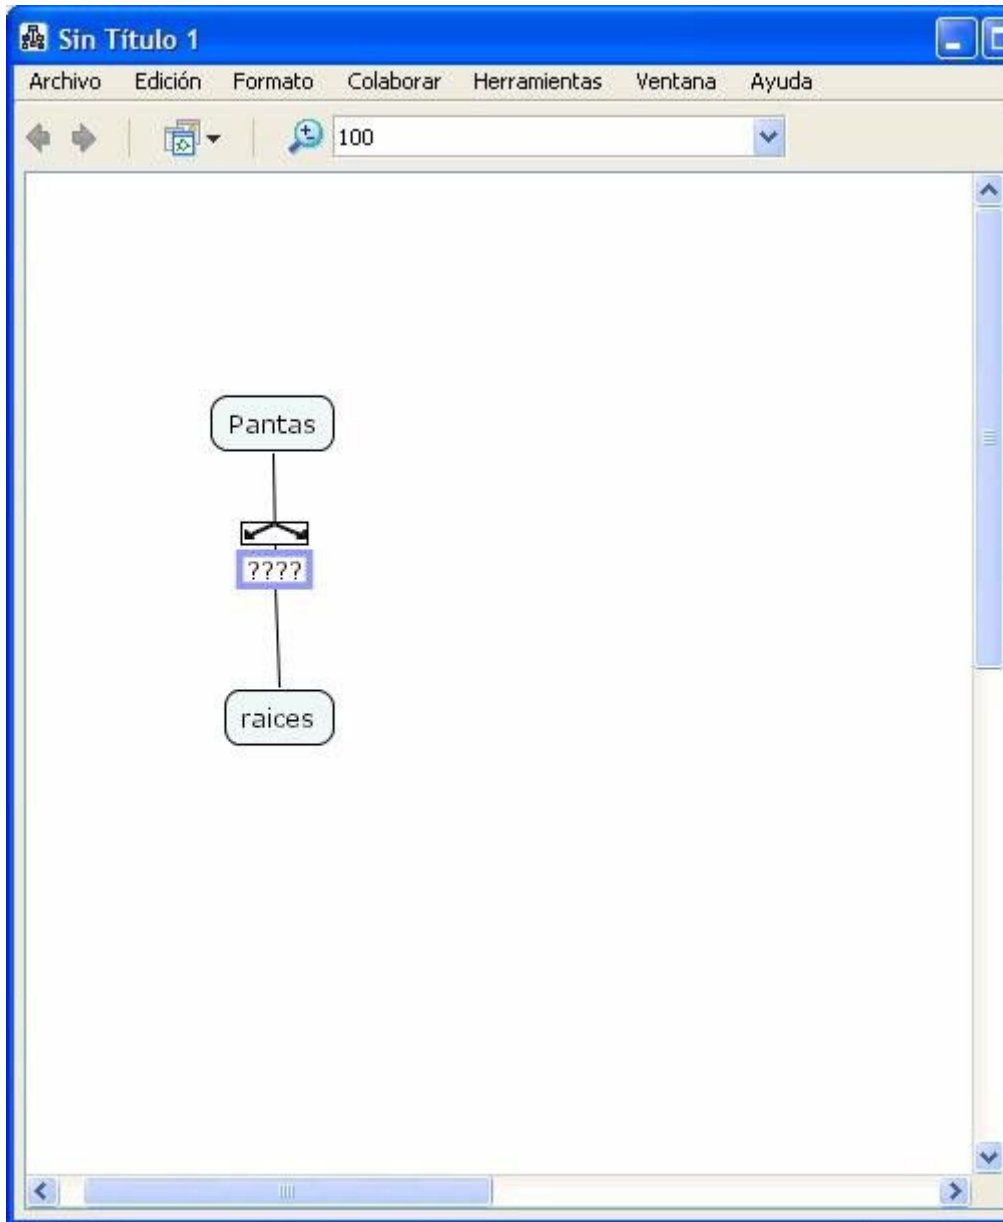 Sin Título 1
Archivo Edición Formato Colaborar Herramientas Ventana Ayuda
100
Pantas
????
raices